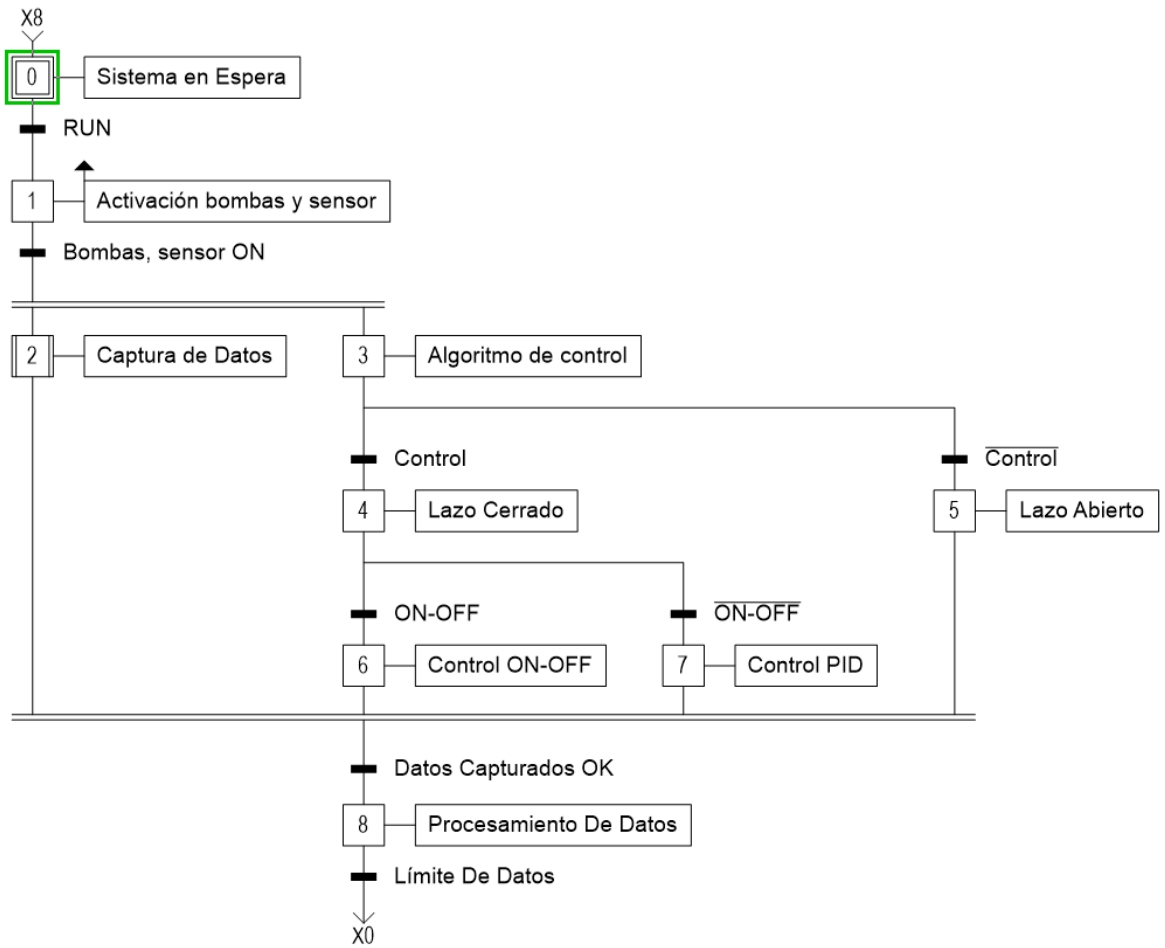 X8
0 Sistema en Espera
RUN
1 Activación bombas y sensor
Bombas, sensor ON
2 Captura de Datos 3 Algoritmo de control
Control Control
4 Lazo Cerrado 5 Lazo Abierto
ON-OFF ON-OFF
6 Control ON-OFF 7 Control PID
Datos Capturados OK
8 Procesamiento De Datos
Límite De Datos
X0